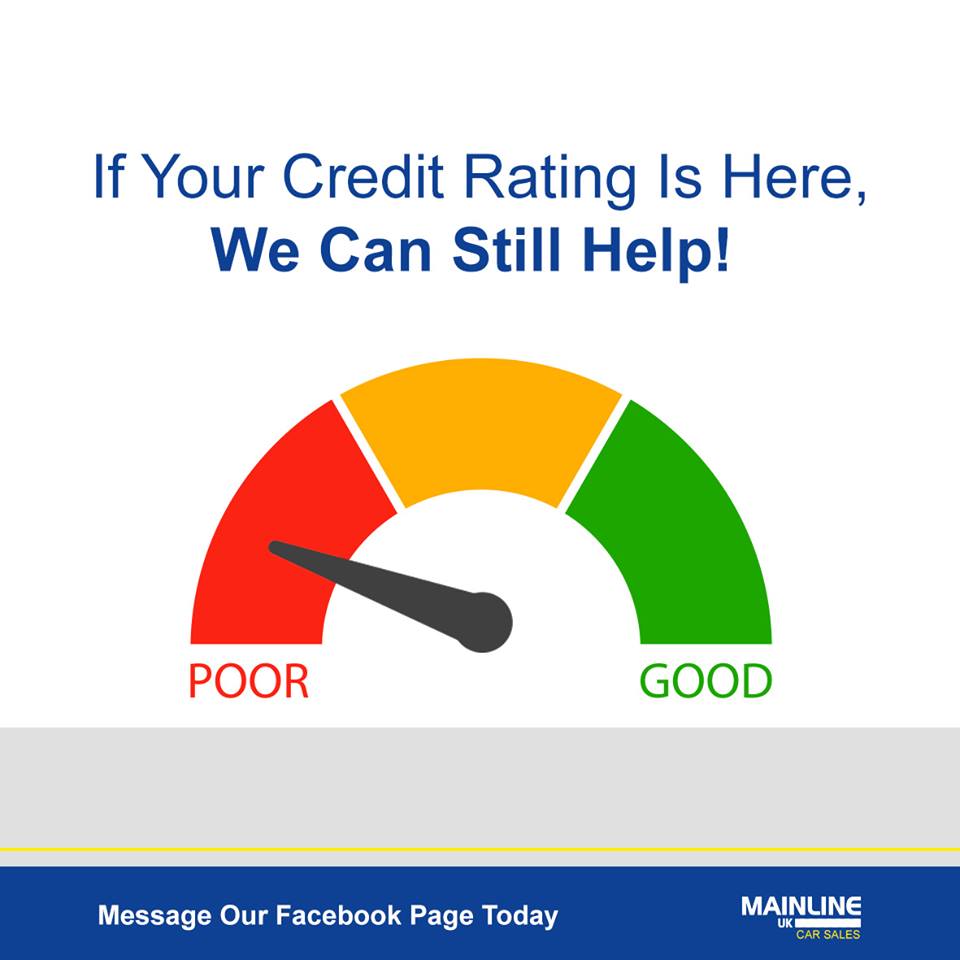 If Your Credit Rating Is Here,
We Can Still Help!
POOR
GOOD
Message Our Facebook Page Today
MAINLINE
UK
CAR SALES